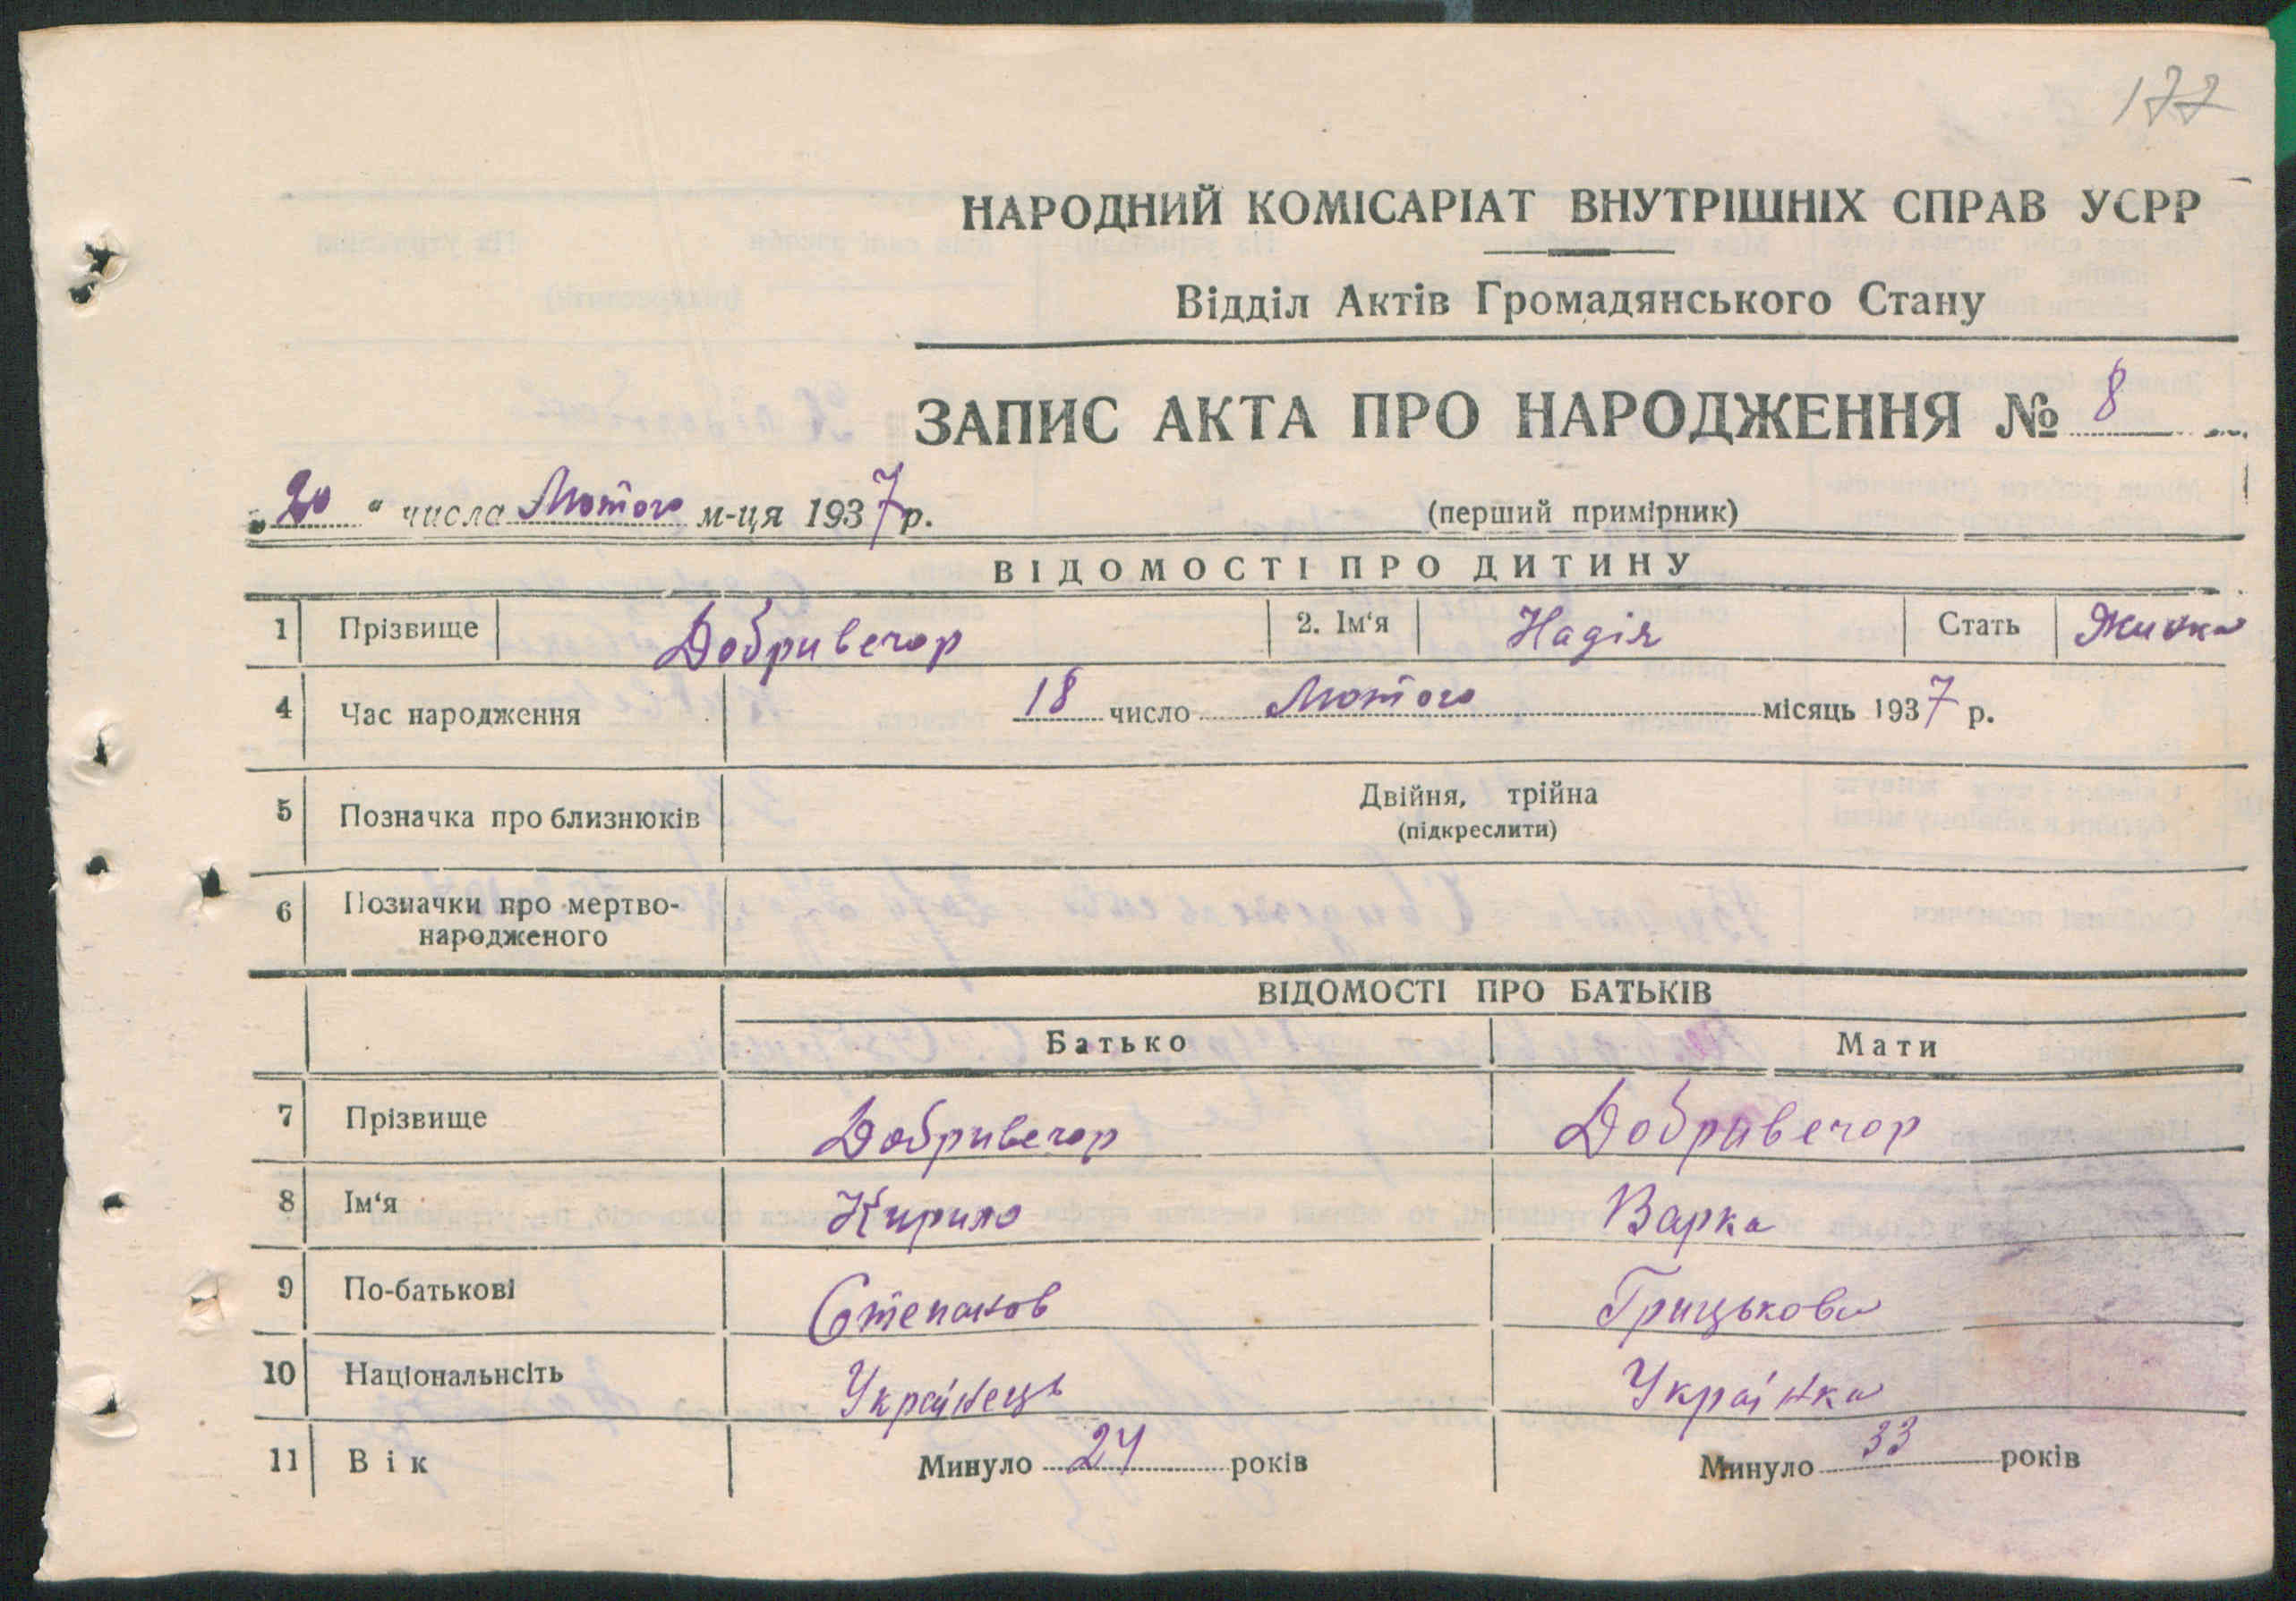 177
НАРОДНИЙ КОМІСАРІАТ ВНУТРІШНІХ СПРАВ УСРР
Відділ Актів Громадянського Стану
ЗАПИС АКТА ПРО НАРОДЖЕННЯ № 8
„20“ числа Лютого м-ця 1937 р. (перший примірник)
ВІДОМОСТІ ПРО ДИТИНУ
1 Прізвище Добривечор 2. Ім‘я Надія Стать Жинка
4 Час народження 18 число Лютого місяць 1937 р.
5 Позначка про близнюків Двійня, трійна
(підкреслити)
6 Позначки про мертво-
народженого
ВІДОМОСТІ ПРО БАТЬКІВ
Батько Мати
7 Прізвище Добривечор Добривечор
8 Ім‘я Кирило Варка
9 По-батькові Степанов Грицькова
10 Національнсіть Українець Українка
11 Вік Минуло 24 років Минуло 33 років